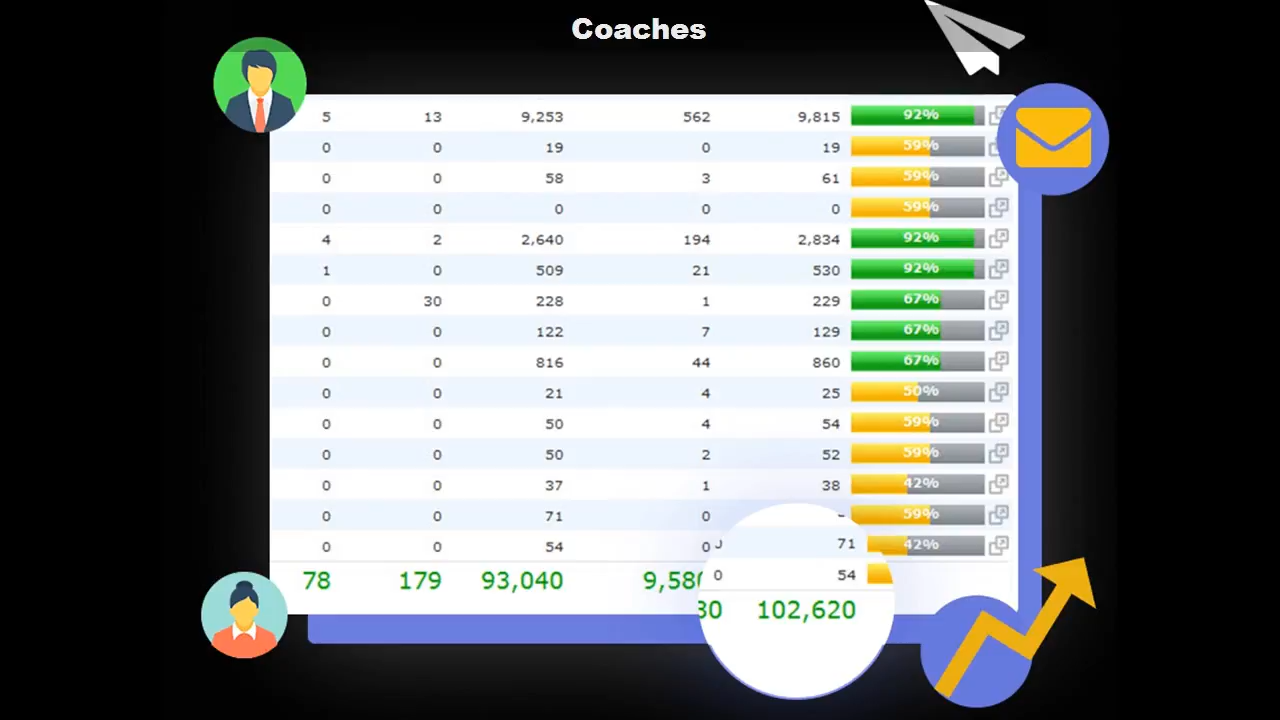 Coaches
5 13 9,253 562 9,815 92%
0 0 19 0 19 59%
0 0 58 3 61 59%
0 0 0 0 0 59%
4 2 2,640 194 2,834 92%
1 0 509 21 530 92%
0 30 228 1 229 67%
0 0 122 7 129 67%
0 0 816 44 860 67%
0 0 21 4 25 50%
0 0 50 4 54 59%
0 0 50 2 52 59%
0 0 37 1 38 42%
0 0 71 0 59%
0 0 54 0 71 42%
0 54
78 179 93,040 9,580 102,620